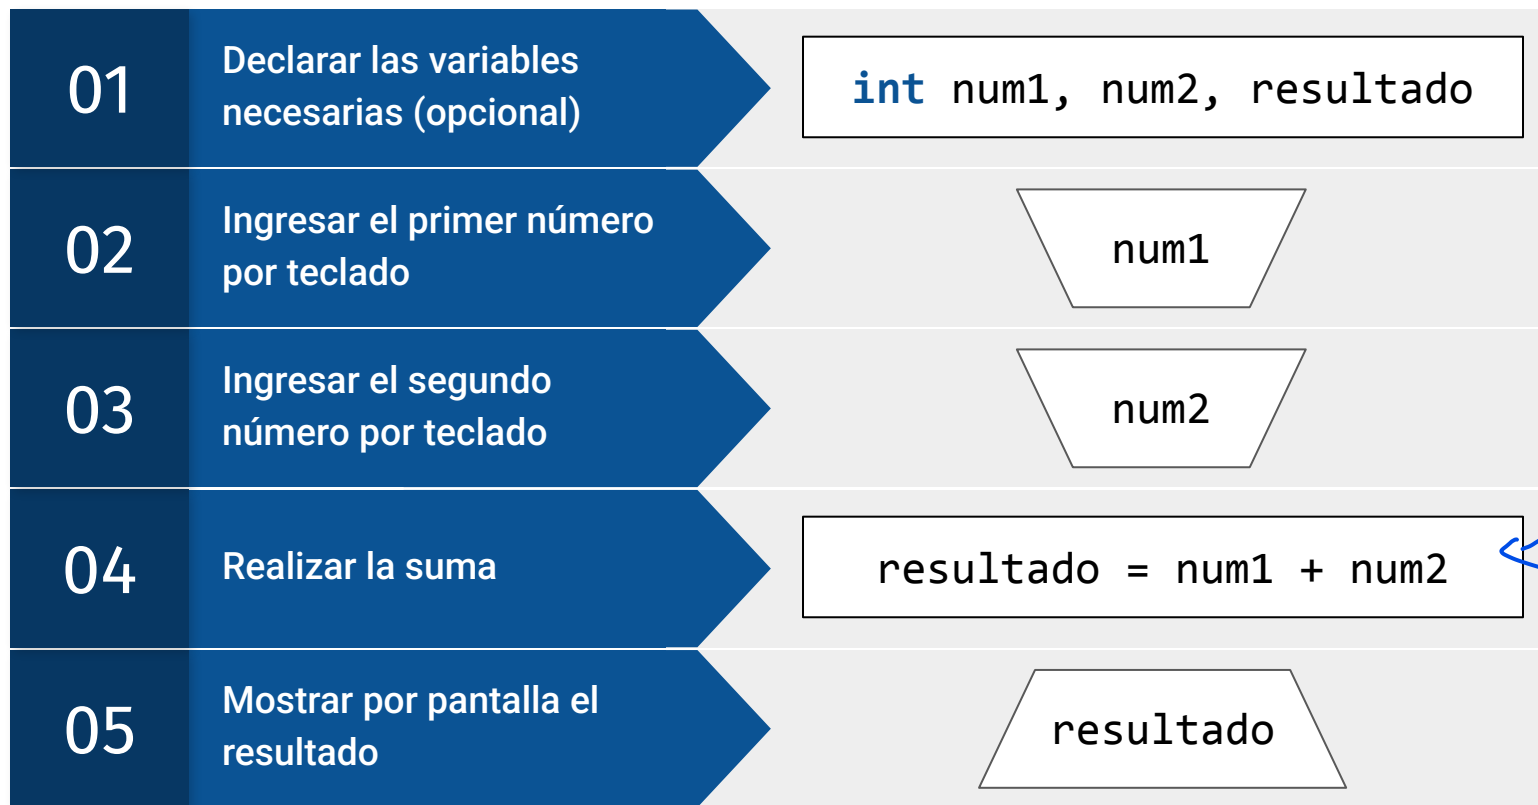 01
Declarar las variables
necesarias (opcional)
int num1, num2, resultado
02
Ingresar el primer número
por teclado
num1
03
Ingresar el segundo
número por teclado
num2
04
Realizar la suma
resultado = num1 + num2
05
Mostrar por pantalla el
resultado
resultado